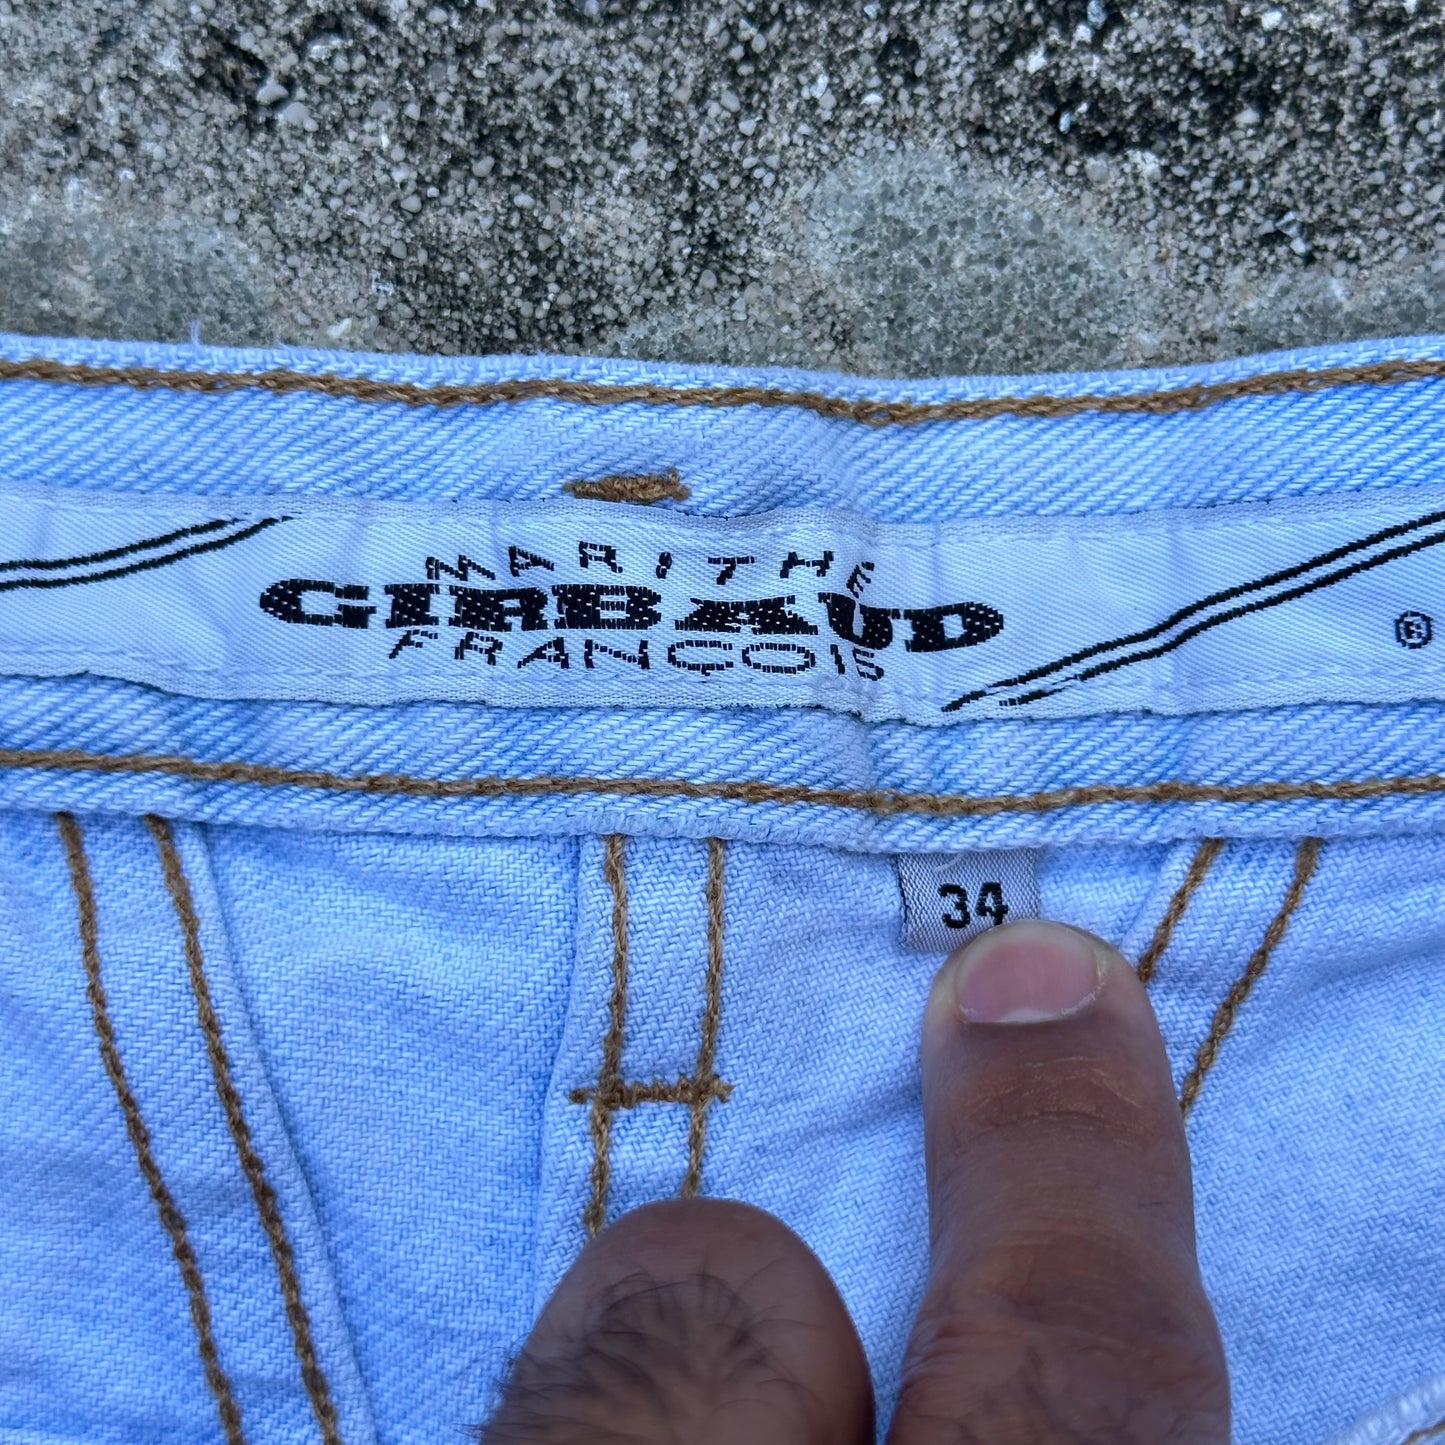 MARITHE
GIRBAUD
FRANÇOIS
®
34